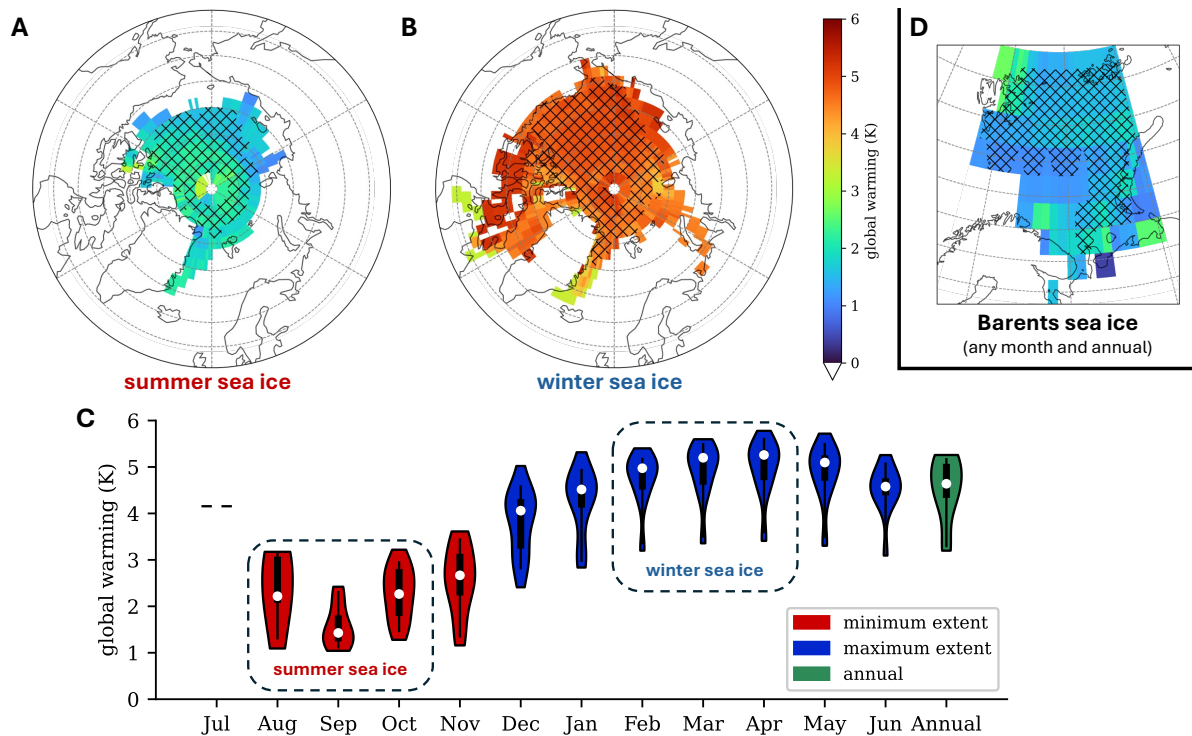 A
B
D
summer sea ice
winter sea ice
6
5
4
3
2
1
0
global warming (K)
Barents sea ice
(any month and annual)
C
6
5
4
3
2
1
0
global warming (K)
summer sea ice
winter sea ice
minimum extent
maximum extent
annual
Jul Aug Sep Oct Nov Dec Jan Feb Mar Apr May Jun Annual